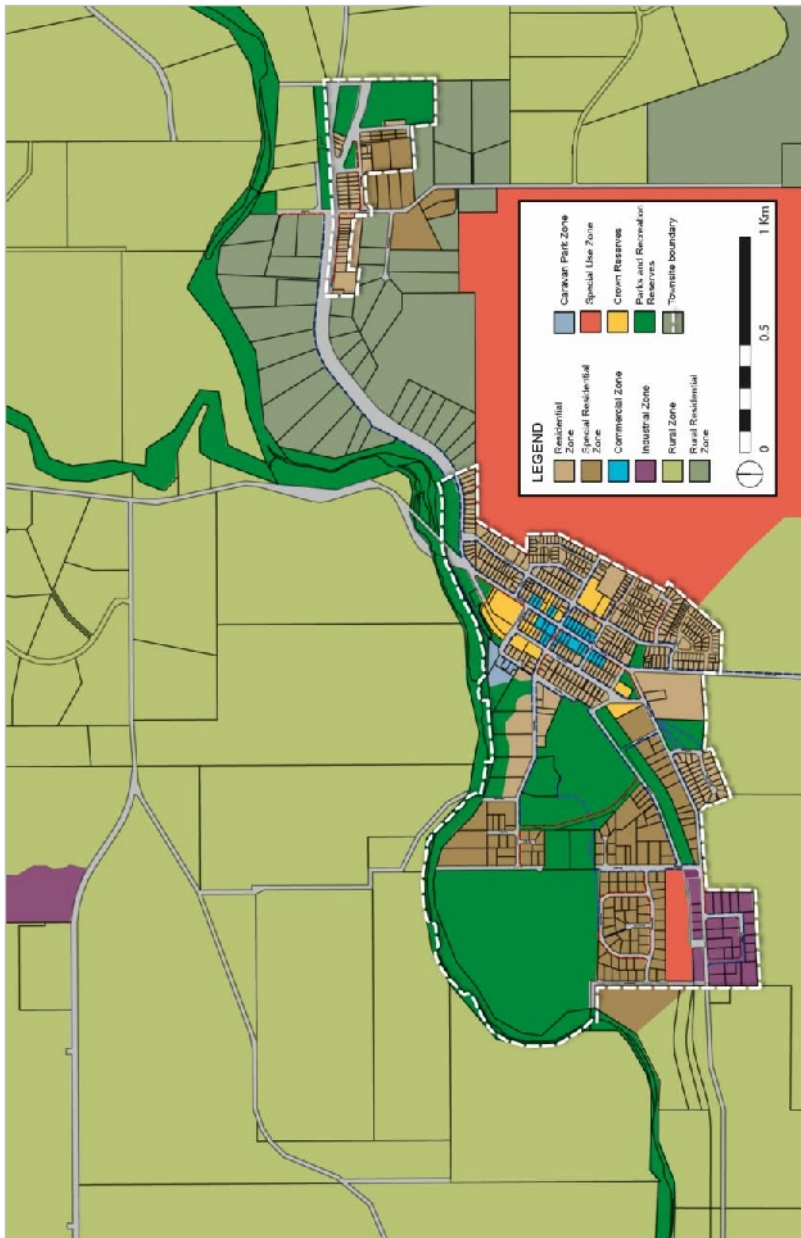 LEGEND
Residential
Zone
Special Residential
Zone
Commercial Zone
Industrial Zone
Rural Zone
Rural Residential
Zone
Caravan Park Zone
Special Use Zone
Crown Reserves
Parks and Recreation
Reserves
Townsite boundary
0
0.5
1 Km